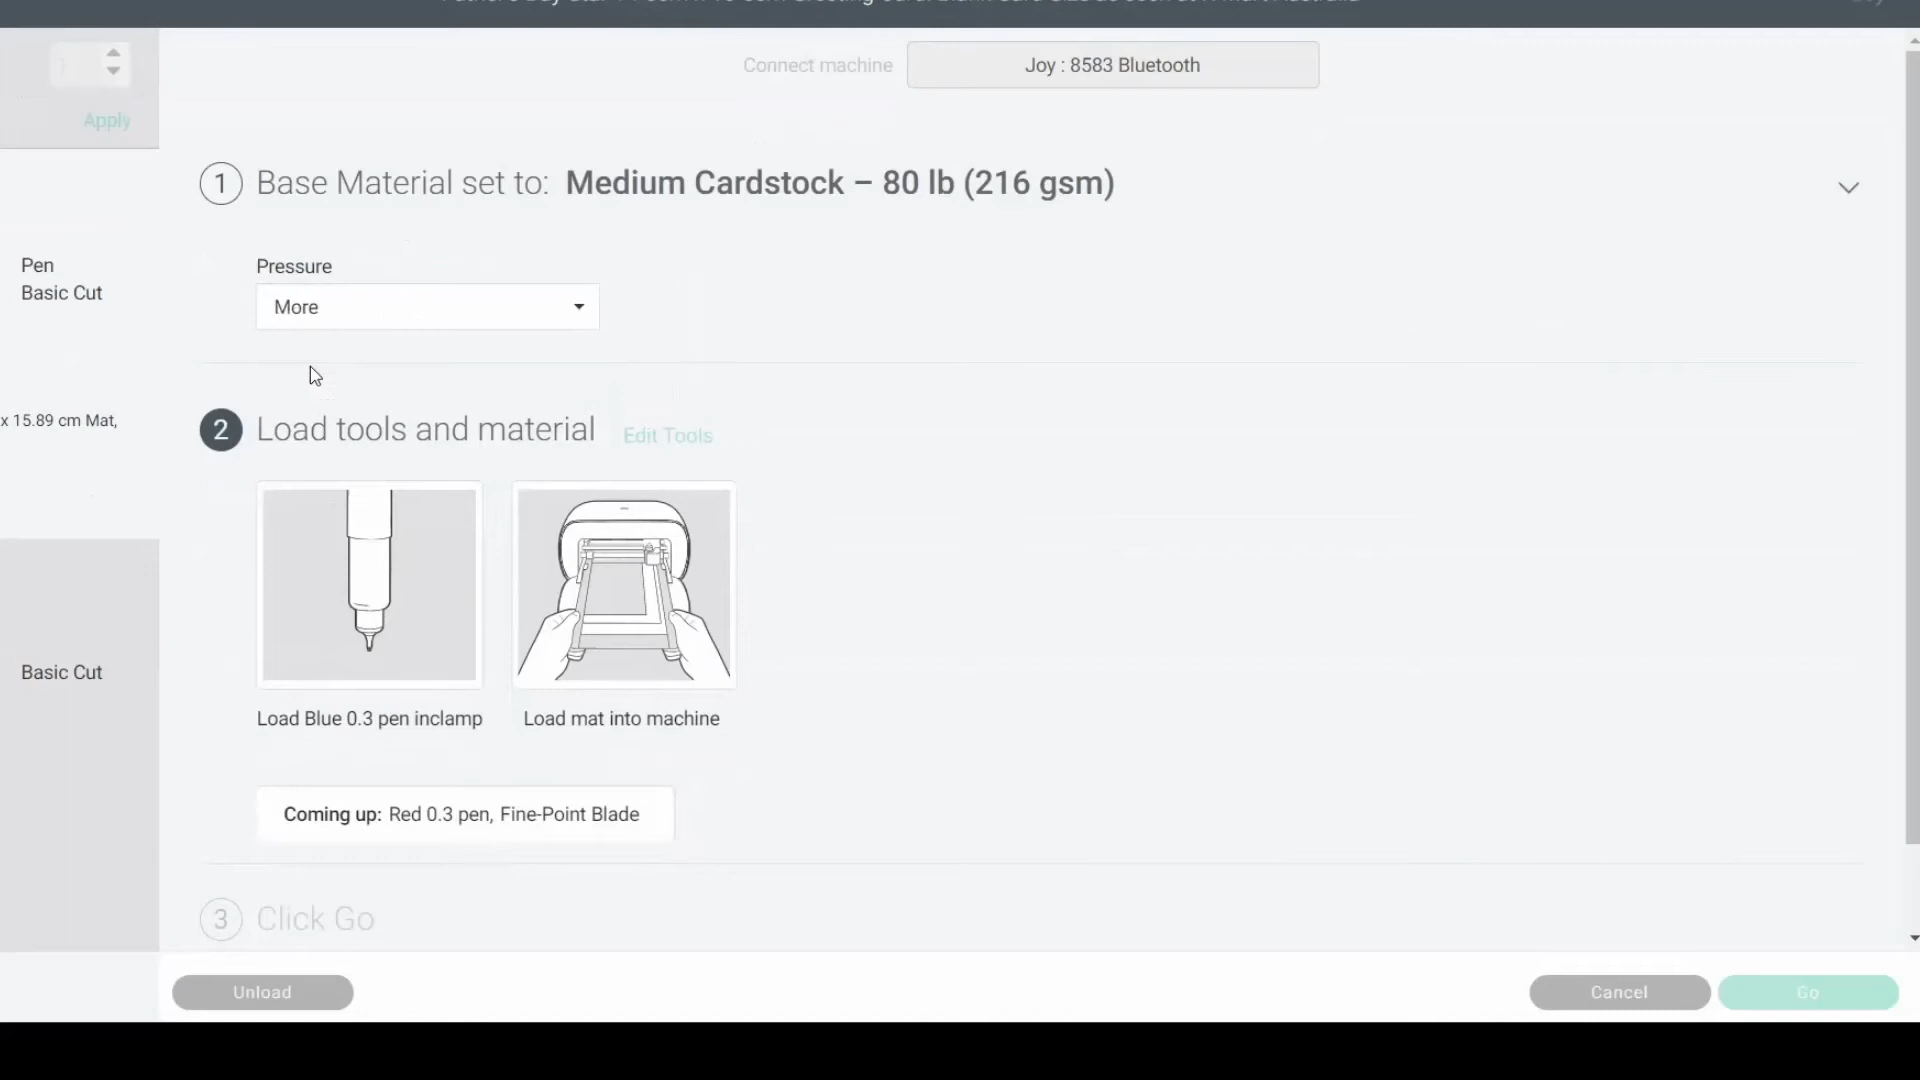 Connect machine
Joy : 8583 Bluetooth
Apply
1 Base Material set to: Medium Cardstock – 80 lb (216 gsm)
Pen
Basic Cut
Pressure
More
x 15.89 cm Mat,
2 Load tools and material Edit Tools
Basic Cut
Load Blue 0.3 pen inclamp
Load mat into machine
Coming up: Red 0.3 pen, Fine-Point Blade
3 Click Go
Unload
Cancel
Go